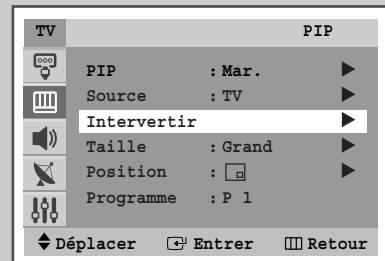 TV PIP
PIP : Mar.
Source : TV
Intervertir
Taille : Grand
Position :
Programme : P 1
Déplacer Entrer Retour